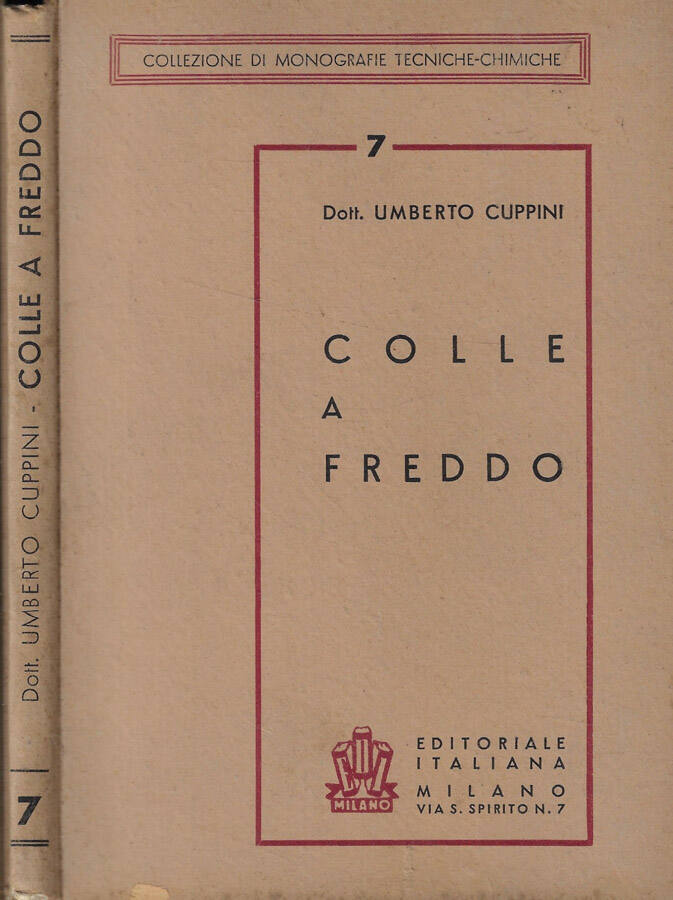 Dott. UMBERTO CUPPINI - COLLE A FREDDO
7
COLLEZIONE DI MONOGRAFIE TECNICHE-CHIMICHE
7
Dott. UMBERTO CUPPINI
COLLE
A
FREDDO
MILANO
EDITORIALE
ITALIANA
MILANO
VIA S. SPIRITO N. 7